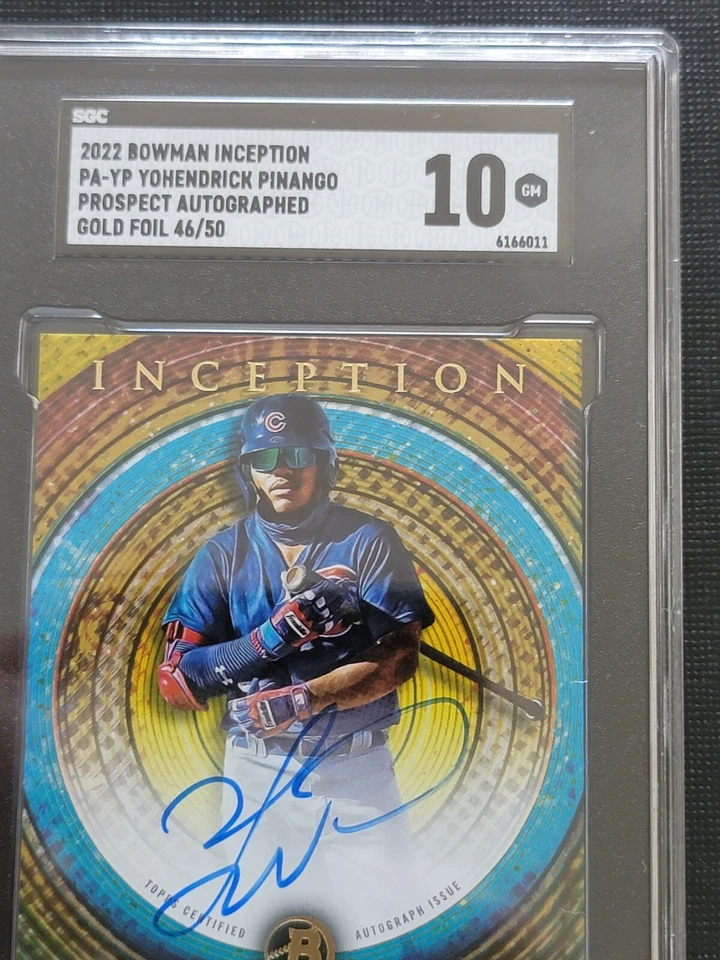 SGC
2022 BOWMAN INCEPTION
PA-YP YOHENDRICK PINANGO
PROSPECT AUTOGRAPHED
GOLD FOIL 46/50
10
GM
6166011
INCEPTION
C
TOPPS CERTIFIED
AUTOGRAPH ISSUE
B